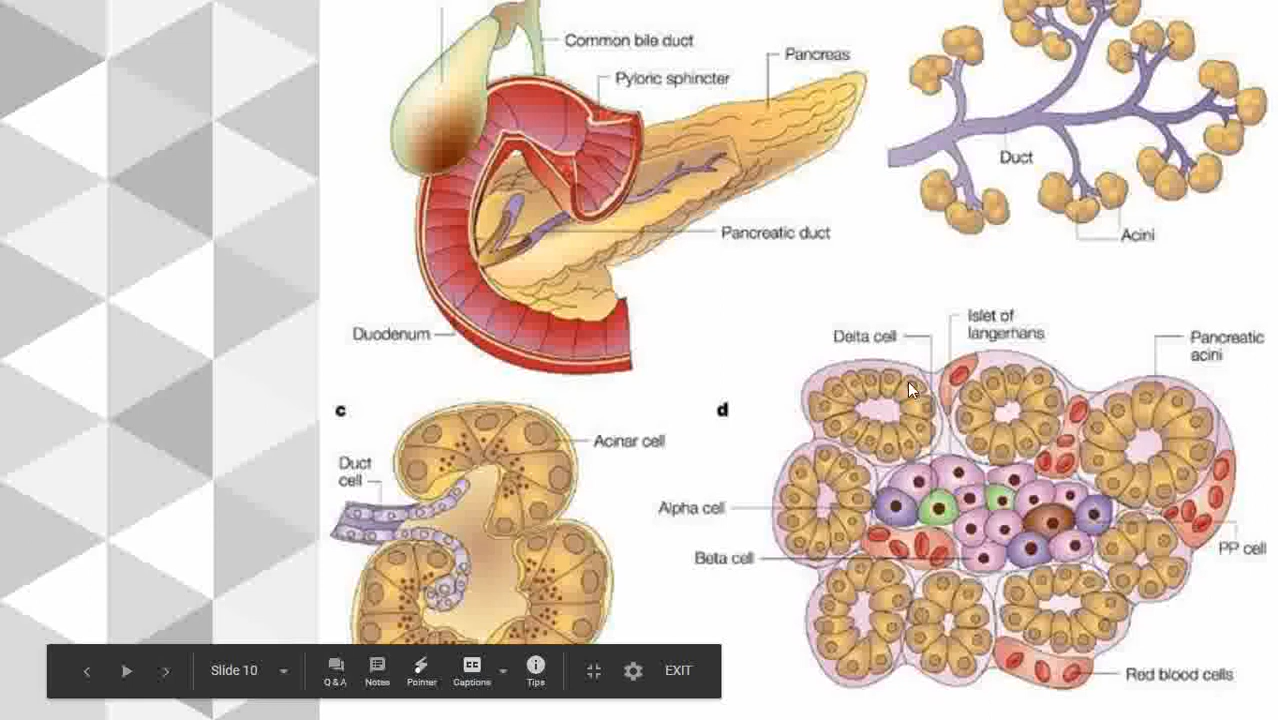 Common bile duct
Pancreas
Pyloric sphincter
Duct
Pancreatic duct
Acini
Duodenum
c
Acinar cell
Duct
cell
d
Delta cell
Islet of
langerhans
Pancreatic
acini
Alpha cell
Beta cell
PP cell
Red blood cells
Slide 10
Q & A
Notes
Pointer
CC
Captions
Tips
EXIT